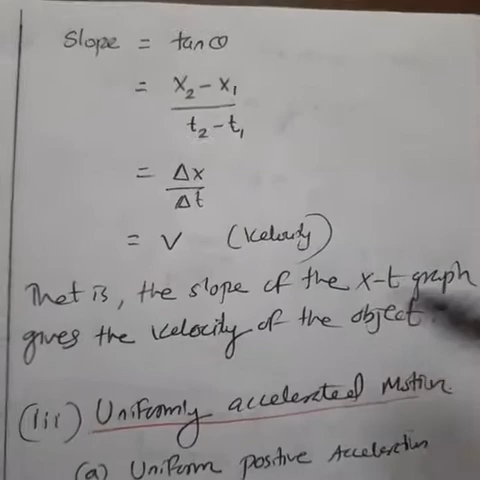 Slope = tanθ
= x₂ - x₁
t₂ - t₁
= Δx
Δt
= V (Velocity)
That is, the slope of the x-t graph
gives the velocity of the object.
(iii) Uniformly accelerated Motion.
(a) Uniform positive Acceleration